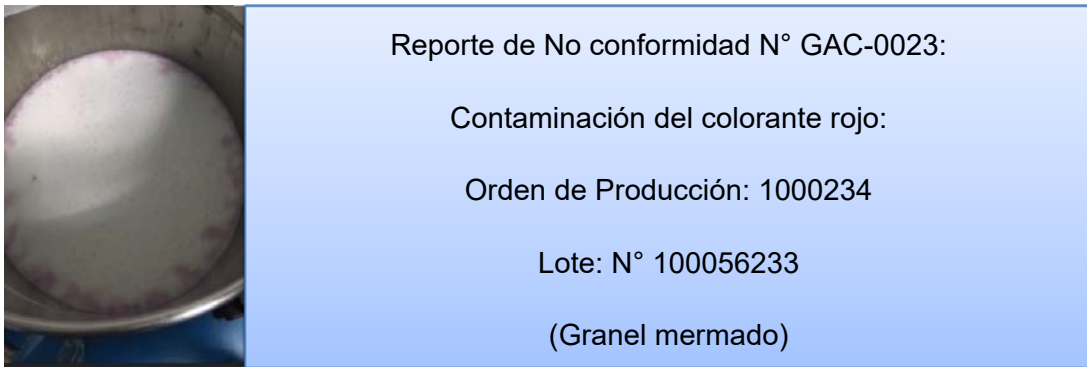 Reporte de No conformidad N° GAC-0023:
Contaminación del colorante rojo:
Orden de Producción: 1000234
Lote: N° 100056233
(Granel mermado)